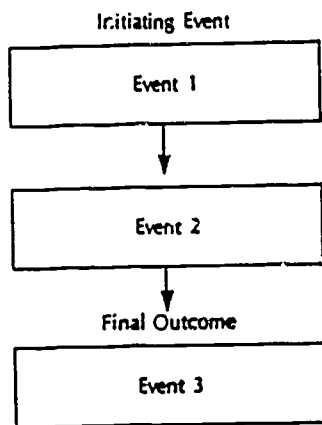 Initiating Event
Event 1
Event 2
Final Outcome
Event 3